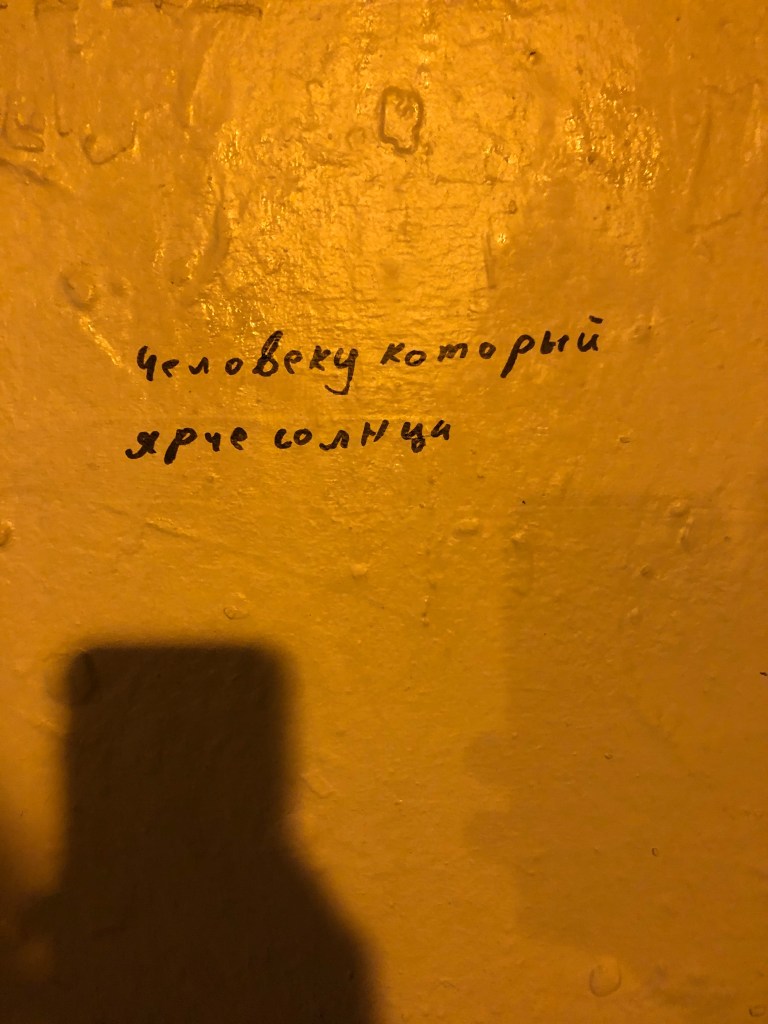 человеку который
ярче солнца